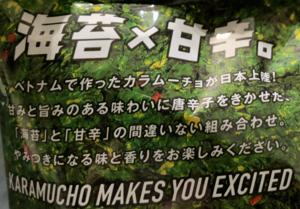 海苔×甘辛。
ベトナムで作ったカラムーチョが日本上陸!
甘みと旨みのある味わいに唐辛子をきかせた、
「海苔」と「甘辛」の間違いない組み合わせ。
やみつきになる味と香りをお楽しみください。
KARAMUCHO MAKES YOU EXCITED